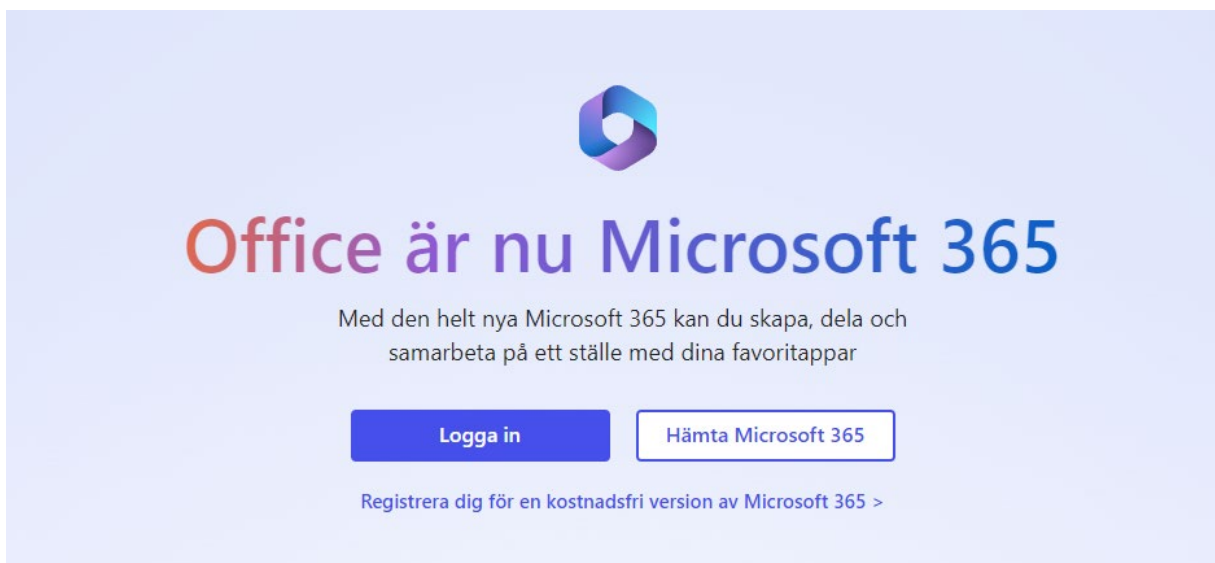 Office är nu Microsoft 365
Med den helt nya Microsoft 365 kan du skapa, dela och
samarbeta på ett ställe med dina favoritappar
Logga in
Hämta Microsoft 365
Registrera dig för en kostnadsfri version av Microsoft 365 >